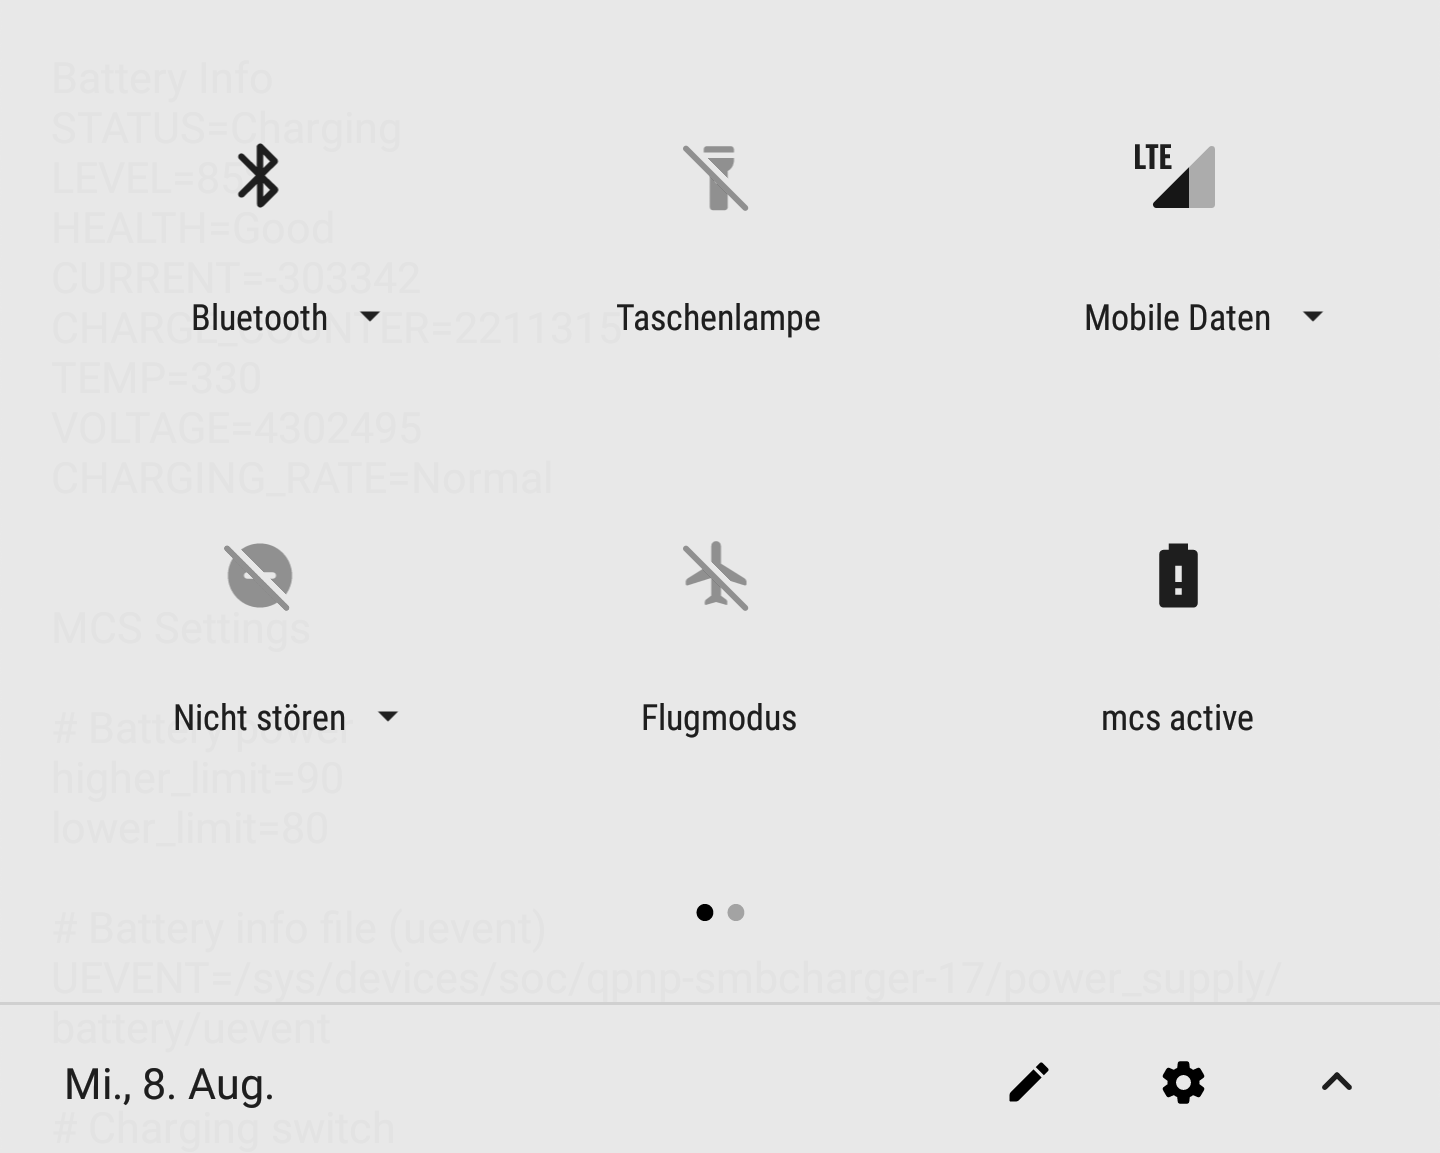 Battery Info
STATUS=Charging
LEVEL=85
HEALTH=Good
CURRENT=-303342
CHARGE_COUNTER=2211315
TEMP=330
VOLTAGE=4302495
CHARGING_RATE=Normal
LTE
Bluetooth
Taschenlampe
Mobile Daten
MCS Settings
# Battery power
higher_limit=90
lower_limit=80
Nicht stören
Flugmodus
mcs active
# Battery info file (uevent)
UEVENT=/sys/devices/soc/qpnp-smbcharger-17/power_supply/
battery/uevent
Mi., 8. Aug.
# Charging switch